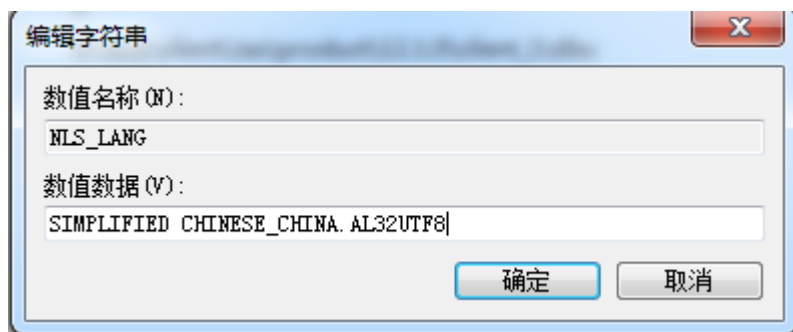 编辑字符串
数值名称(N):
NLS_LANG
数值数据(V):
SIMPLIFIED CHINESE_CHINA.AL32UTF8
确定
取消